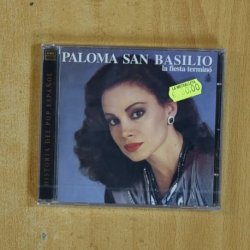 PALOMA SAN BASILIO
la fiesta terminó
HISTORIA DEL POP ESPAÑOL